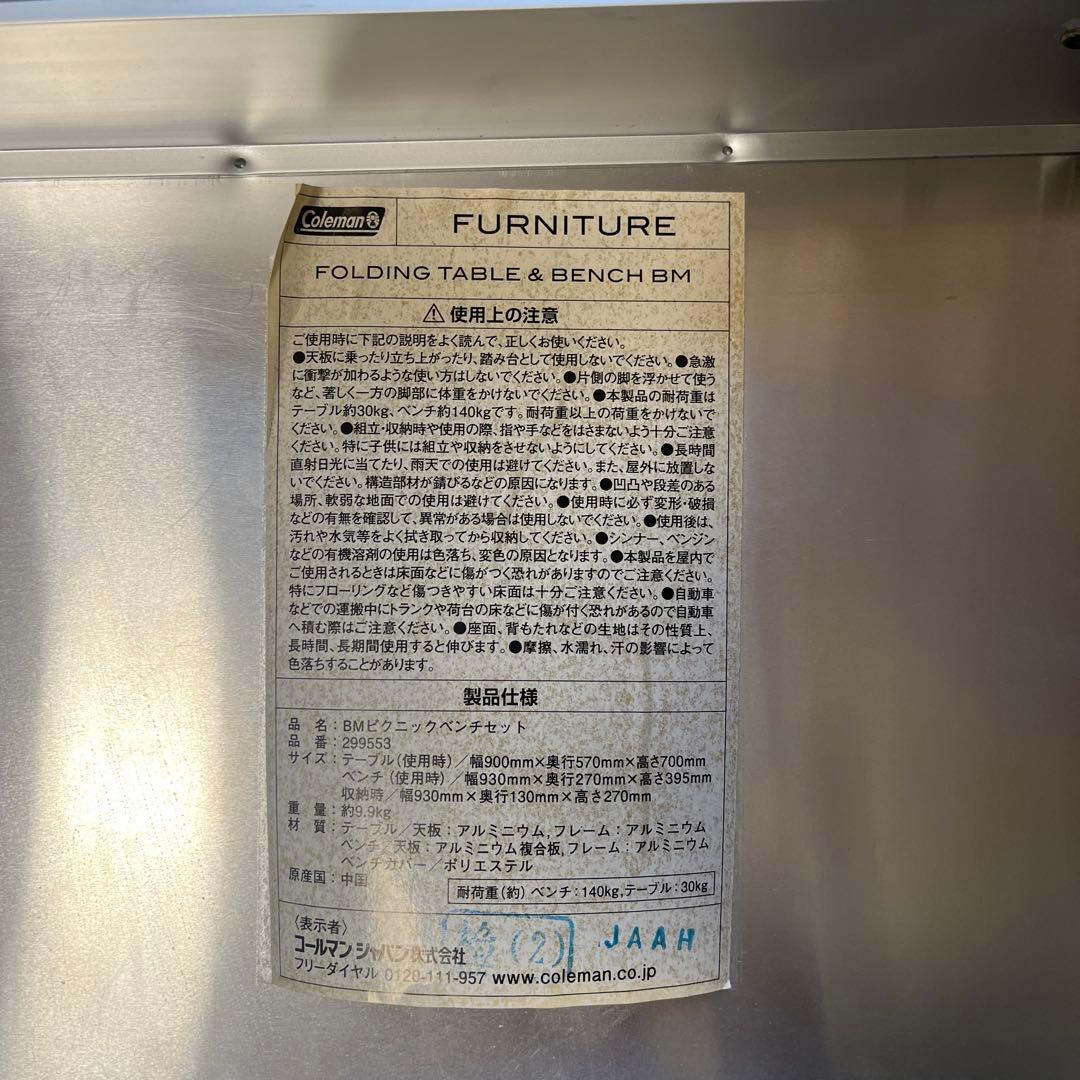 Coleman
FURNITURE
FOLDING TABLE & BENCH BM
⚠使用上の注意
ご使用時に下記の説明をよく読んで、正しくお使いください。
●天板に乗ったり立ち上がったり、踏み台として使用しないでください。●急激
に衝撃が加わるような使い方はしないでください。●片側の脚を浮かせて使う
など、著しく一方の脚部に体重をかけないでください。●本製品の耐荷重は
テーブル約30kg、ベンチ約140kgです。耐荷重以上の荷重をかけないで
ください。●組立・収納時や使用の際、指や手などをはさまないよう十分ご注意
ください。特に子供には組立や収納をさせないようにしてください。●長時間
直射日光に当てたり、雨天での使用は避けてください。また、屋外に放置しな
いでください。構造部材が錆びるなどの原因になります。●凹凸や段差のある
場所、軟弱な地面での使用は避けてください。●使用時に必ず変形・破損
などの有無を確認して、異常がある場合は使用しないでください。●使用後は、
汚れや水気等をよく拭き取ってから収納してください。●シンナー、ベンジン
などの有機溶剤の使用は色落ち、変色の原因となります。●本製品を屋内で
ご使用されるときは床面などに傷がつく恐れがありますのでご注意ください。
特にフローリングなど傷つきやすい床面は十分ご注意ください。●自動車
などでの運搬中にトランクや荷台の床などに傷が付く恐れがあるので自動車
へ積む際はご注意ください。●座面、背もたれなどの生地はその性質上、
長時間、長期間使用すると伸びます。●摩擦、水濡れ、汗の影響によって
色落ちすることがあります。
製品仕様
品 名：BMピクニックベンチセット
品 番：299553
サイズ：テーブル（使用時）／幅900mm×奥行570mm×高さ700mm
ベンチ（使用時）／幅930mm×奥行270mm×高さ395mm
収納時／幅930mm×奥行130mm×高さ270mm
重 量：約9.9kg
材 質：テーブル／天板：アルミニウム,フレーム：アルミニウム
ベンチ／天板：アルミニウム複合板,フレーム：アルミニウム
ベンチカバー／ポリエステル
原産国：中国
耐荷重（約）ベンチ：140kg,テーブル：30kg
〈表示者〉
コールマン ジャパン株式会社
(2)
JAAH
フリーダイヤル 0120-111-957 www.coleman.co.jp